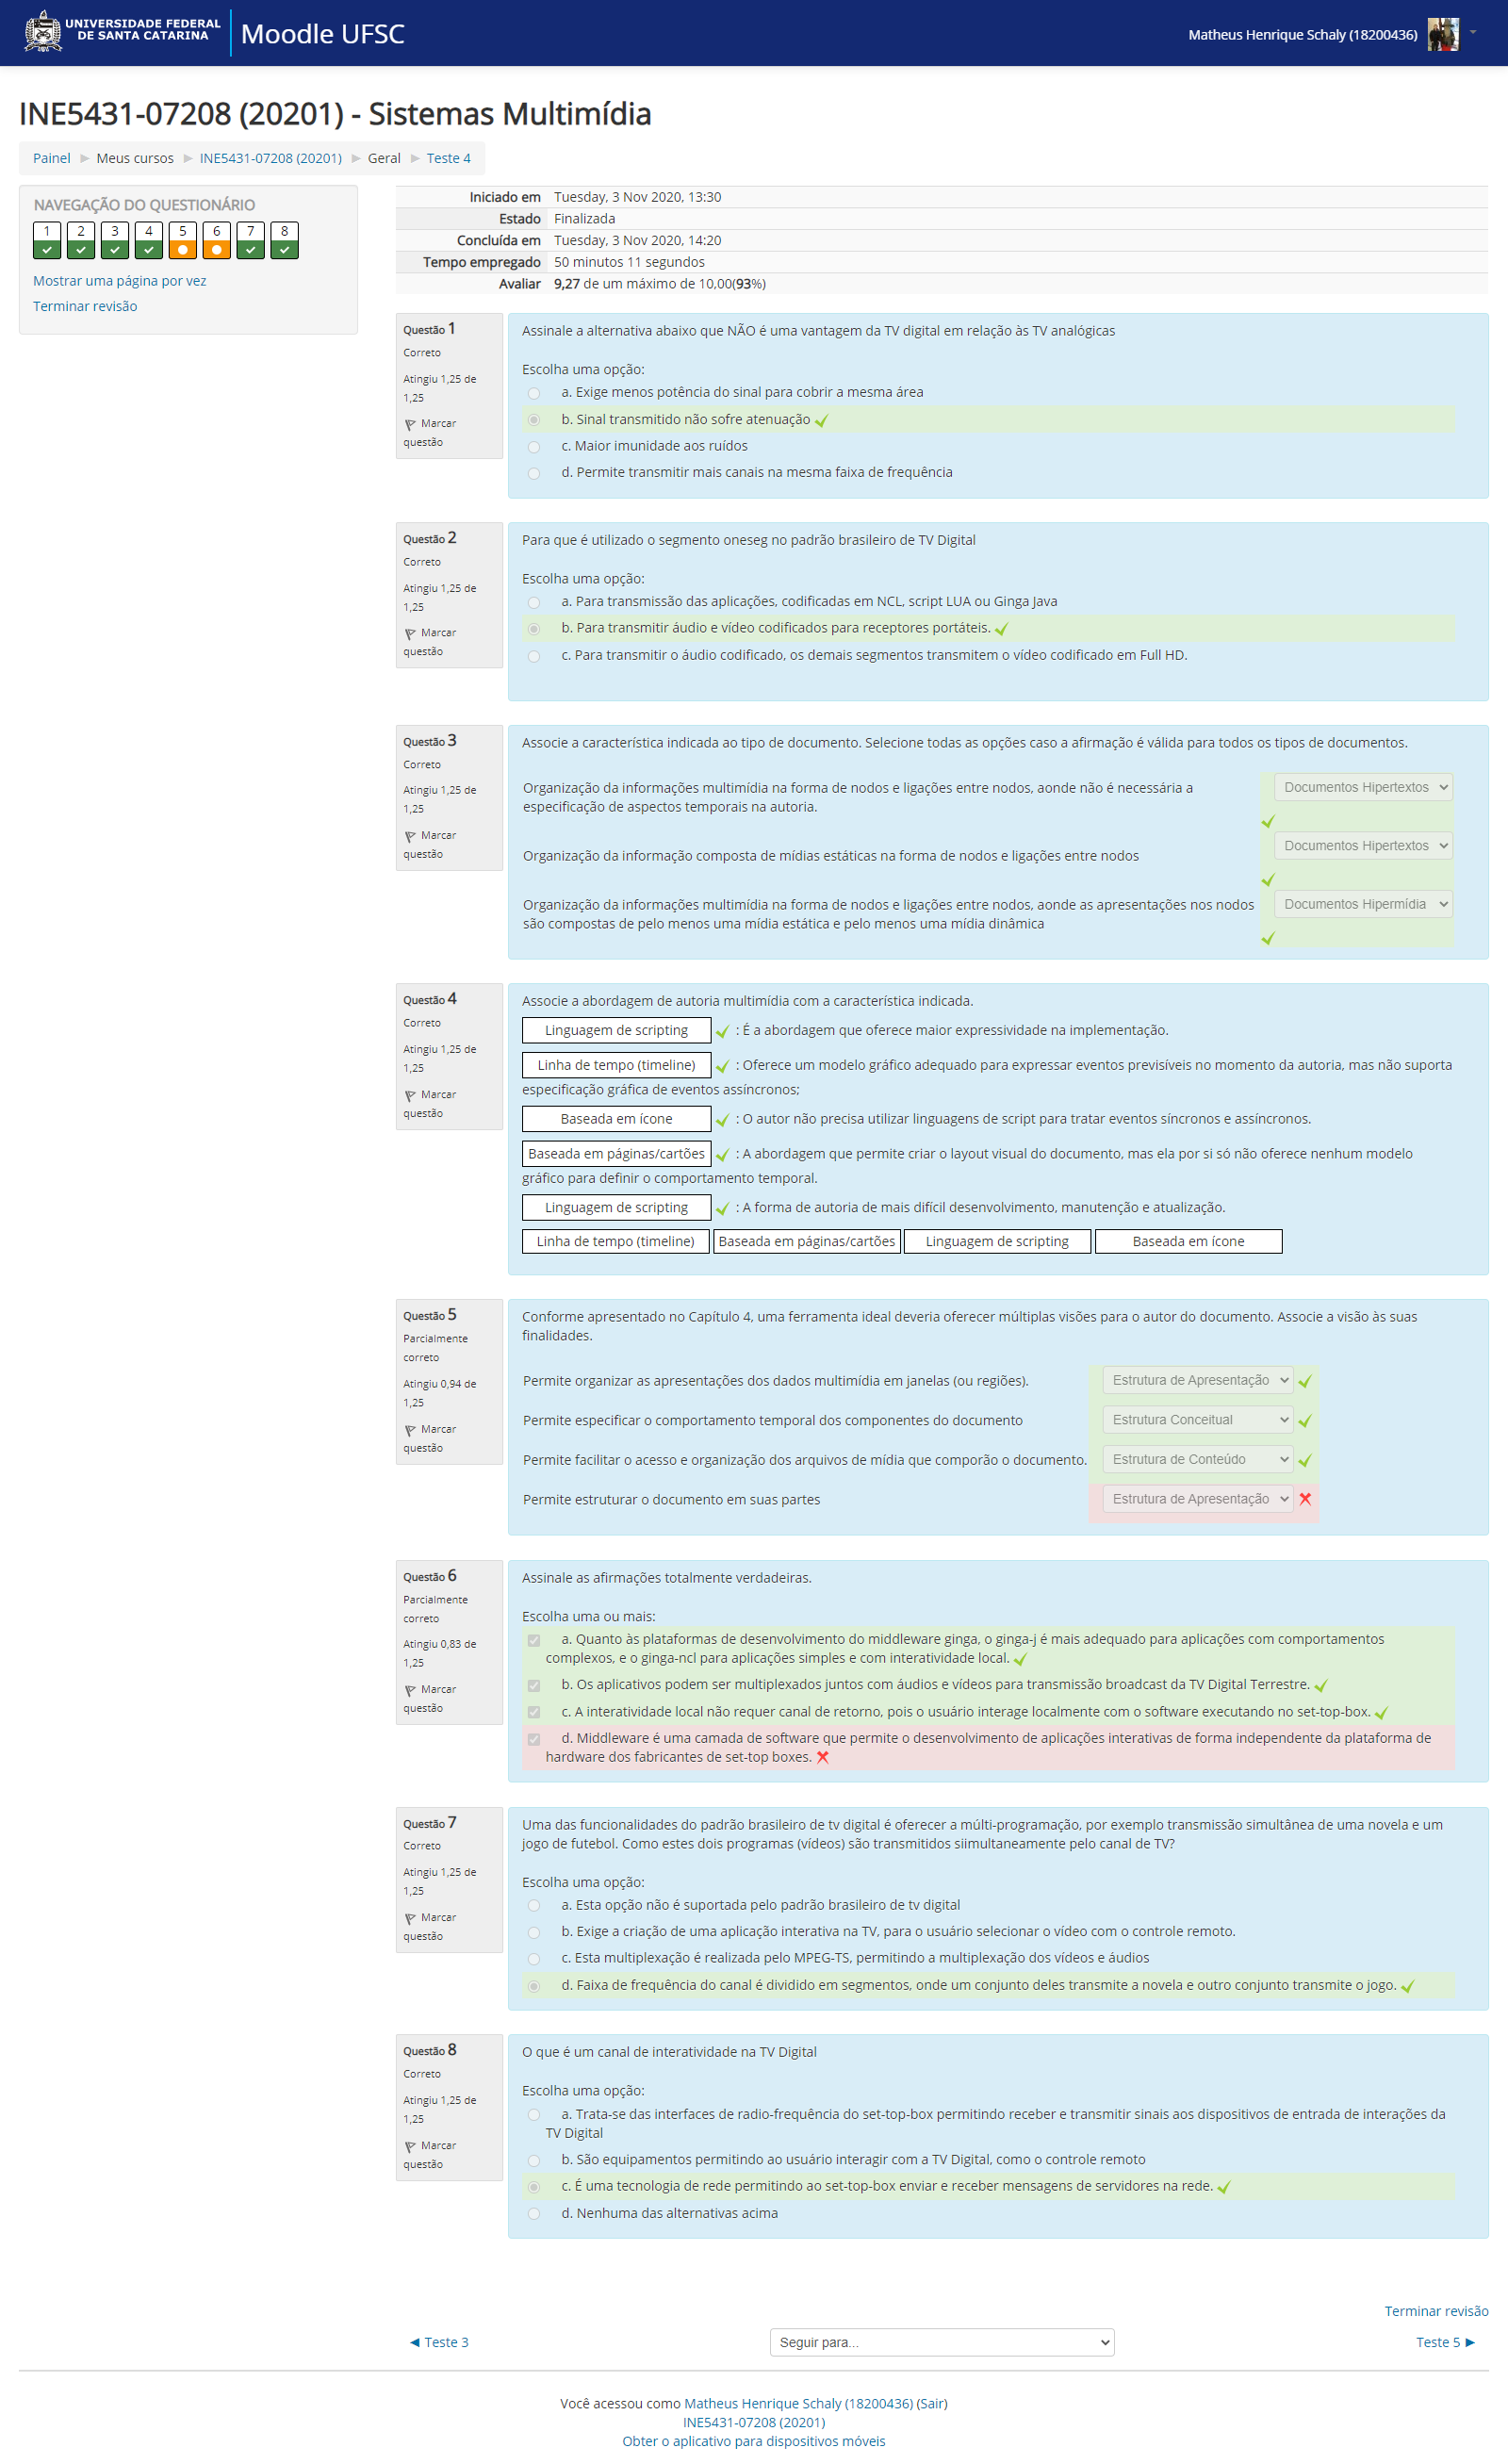 UNIVERSIDADE FEDERAL
DE SANTA CATARINA
Moodle UFSC
Matheus Henrique Schaly (18200436)
INE5431-07208 (20201) - Sistemas Multimídia
Painel ► Meus cursos ► INE5431-07208 (20201) ► Geral ► Teste 4
NAVEGAÇÃO DO QUESTIONÁRIO
1 2 3 4 5 6 7 8
Mostrar uma página por vez
Terminar revisão
Iniciado em Tuesday, 3 Nov 2020, 13:30
Estado Finalizada
Concluída em Tuesday, 3 Nov 2020, 14:20
Tempo empregado 50 minutos 11 segundos
Avaliar 9,27 de um máximo de 10,00(93%)
Questão 1
Correto
Atingiu 1,25 de
1,25
Marcar
questão
Assinale a alternativa abaixo que NÃO é uma vantagem da TV digital em relação às TV analógicas
Escolha uma opção:
a. Exige menos potência do sinal para cobrir a mesma área
b. Sinal transmitido não sofre atenuação
c. Maior imunidade aos ruídos
d. Permite transmitir mais canais na mesma faixa de frequência
Questão 2
Correto
Atingiu 1,25 de
1,25
Marcar
questão
Para que é utilizado o segmento oneseg no padrão brasileiro de TV Digital
Escolha uma opção:
a. Para transmissão das aplicações, codificadas em NCL, script LUA ou Ginga Java
b. Para transmitir áudio e vídeo codificados para receptores portáteis.
c. Para transmitir o áudio codificado, os demais segmentos transmitem o vídeo codificado em Full HD.
Questão 3
Correto
Atingiu 1,25 de
1,25
Marcar
questão
Associe a característica indicada ao tipo de documento. Selecione todas as opções caso a afirmação é válida para todos os tipos de documentos.
Organização da informações multimídia na forma de nodos e ligações entre nodos, aonde não é necessária a
especificação de aspectos temporais na autoria.
Documentos Hipertextos
Organização da informação composta de mídias estáticas na forma de nodos e ligações entre nodos
Documentos Hipertextos
Organização da informações multimídia na forma de nodos e ligações entre nodos, aonde as apresentações nos nodos
são compostas de pelo menos uma mídia estática e pelo menos uma mídia dinâmica
Documentos Hipermídia
Questão 4
Correto
Atingiu 1,25 de
1,25
Marcar
questão
Associe a abordagem de autoria multimídia com a característica indicada.
Linguagem de scripting : É a abordagem que oferece maior expressividade na implementação.
Linha de tempo (timeline) : Oferece um modelo gráfico adequado para expressar eventos previsíveis no momento da autoria, mas não suporta
especificação gráfica de eventos assíncronos;
Baseada em ícone : O autor não precisa utilizar linguagens de script para tratar eventos síncronos e assíncronos.
Baseada em páginas/cartões : A abordagem que permite criar o layout visual do documento, mas ela por si só não oferece nenhum modelo
gráfico para definir o comportamento temporal.
Linguagem de scripting : A forma de autoria de mais difícil desenvolvimento, manutenção e atualização.
Linha de tempo (timeline) Baseada em páginas/cartões Linguagem de scripting Baseada em ícone
Questão 5
Parcialmente
correto
Atingiu 0,94 de
1,25
Marcar
questão
Conforme apresentado no Capítulo 4, uma ferramenta ideal deveria oferecer múltiplas visões para o autor do documento. Associe a visão às suas
finalidades.
Permite organizar as apresentações dos dados multimídia em janelas (ou regiões). Estrutura de Apresentação
Permite especificar o comportamento temporal dos componentes do documento Estrutura Conceitual
Permite facilitar o acesso e organização dos arquivos de mídia que comporão o documento. Estrutura de Conteúdo
Permite estruturar o documento em suas partes Estrutura de Apresentação
Questão 6
Parcialmente
correto
Atingiu 0,83 de
1,25
Marcar
questão
Assinale as afirmações totalmente verdadeiras.
Escolha uma ou mais:
a. Quanto às plataformas de desenvolvimento do middleware ginga, o ginga-j é mais adequado para aplicações com comportamentos
complexos, e o ginga-ncl para aplicações simples e com interatividade local.
b. Os aplicativos podem ser multiplexados juntos com áudios e vídeos para transmissão broadcast da TV Digital Terrestre.
c. A interatividade local não requer canal de retorno, pois o usuário interage localmente com o software executando no set-top-box.
d. Middleware é uma camada de software que permite o desenvolvimento de aplicações interativas de forma independente da plataforma de
hardware dos fabricantes de set-top boxes.
Questão 7
Correto
Atingiu 1,25 de
1,25
Marcar
questão
Uma das funcionalidades do padrão brasileiro de tv digital é oferecer a múlti-programação, por exemplo transmissão simultânea de uma novela e um
jogo de futebol. Como estes dois programas (vídeos) são transmitidos siimultaneamente pelo canal de TV?
Escolha uma opção:
a. Esta opção não é suportada pelo padrão brasileiro de tv digital
b. Exige a criação de uma aplicação interativa na TV, para o usuário selecionar o vídeo com o controle remoto.
c. Esta multiplexação é realizada pelo MPEG-TS, permitindo a multiplexação dos vídeos e áudios
d. Faixa de frequência do canal é dividido em segmentos, onde um conjunto deles transmite a novela e outro conjunto transmite o jogo.
Questão 8
Correto
Atingiu 1,25 de
1,25
Marcar
questão
O que é um canal de interatividade na TV Digital
Escolha uma opção:
a. Trata-se das interfaces de radio-frequência do set-top-box permitindo receber e transmitir sinais aos dispositivos de entrada de interações da
TV Digital
b. São equipamentos permitindo ao usuário interagir com a TV Digital, como o controle remoto
c. É uma tecnologia de rede permitindo ao set-top-box enviar e receber mensagens de servidores na rede.
d. Nenhuma das alternativas acima
Terminar revisão
◄ Teste 3
Seguir para...
Teste 5 ►
Você acessou como Matheus Henrique Schaly (18200436) (Sair)
INE5431-07208 (20201)
Obter o aplicativo para dispositivos móveis